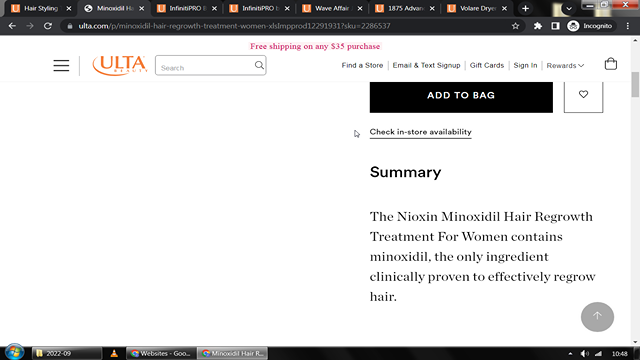 Hair Styling
Minoxidil Ha
InfinitiPRO
InfinitiPRO
Wave Affair
1875 Advan
Volare Dryer
ulta.com/p/minoxidil-hair-regrowth-treatment-women-xlsImpprod12291931?sku=2286537
Incognito
Free shipping on any $35 purchase
ULTA
BEAUTY
Search
Find a Store
Email & Text Signup
Gift Cards
Sign In
Rewards
ADD TO BAG
Check in-store availability
Summary
The Nioxin Minoxidil Hair Regrowth
Treatment For Women contains
minoxidil, the only ingredient
clinically proven to effectively regrow
hair.
2022-09
Websites - Goo...
Minoxidil Hair R...
10:48